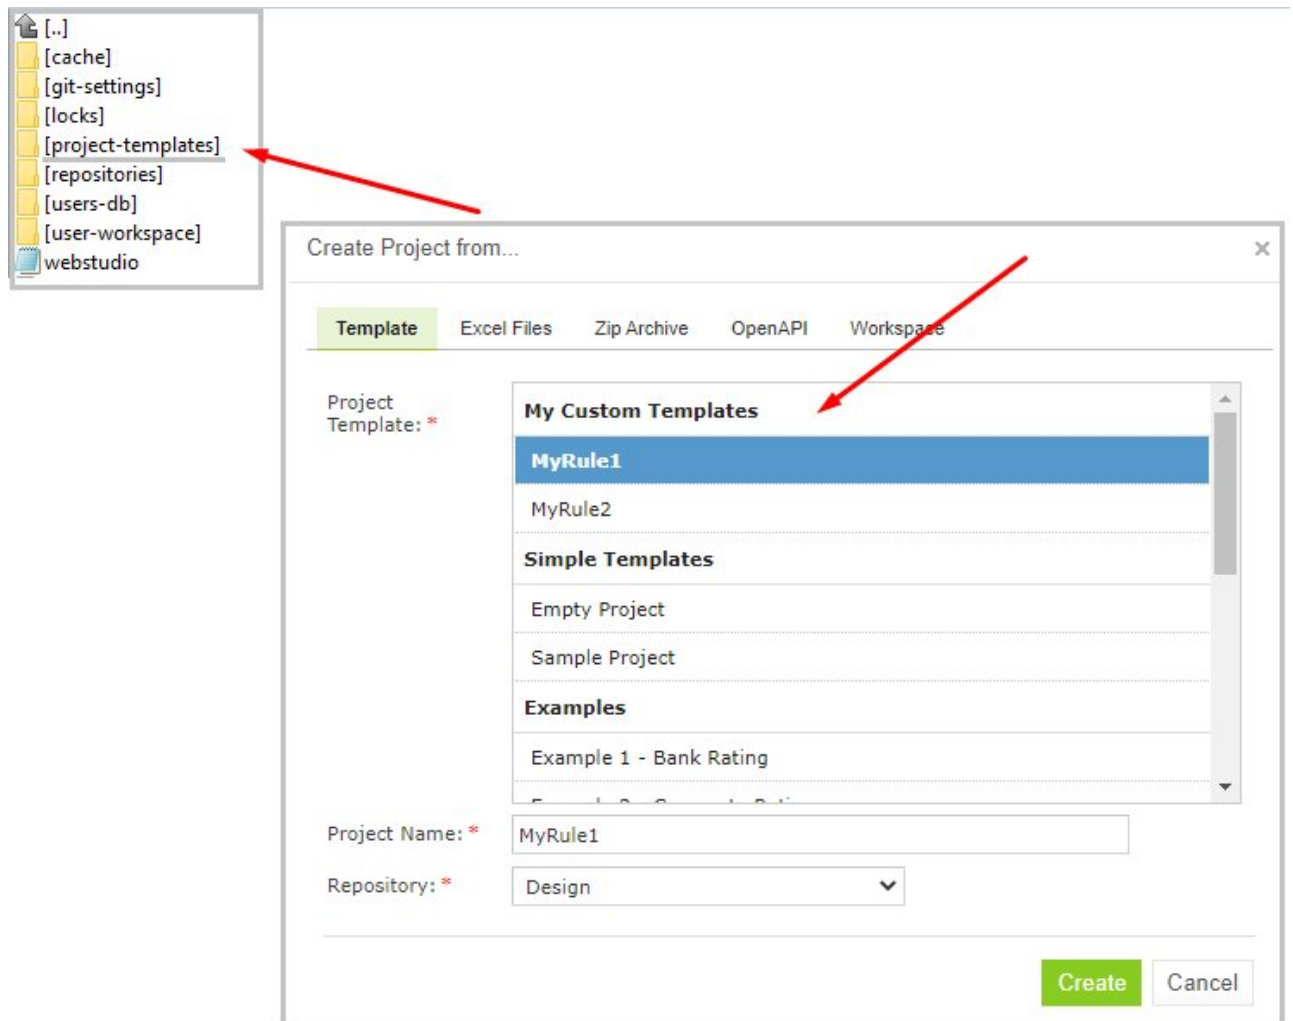 [..]
[cache]
[git-settings]
[locks]
[project-templates]
[repositories]
[users-db]
[user-workspace]
webstudio
Create Project from...
Template Excel Files Zip Archive OpenAPI Workspace
Project Template: *
My Custom Templates
MyRule1
MyRule2
Simple Templates
Empty Project
Sample Project
Examples
Example 1 - Bank Rating
Project Name: * MyRule1
Repository: * Design
Create Cancel